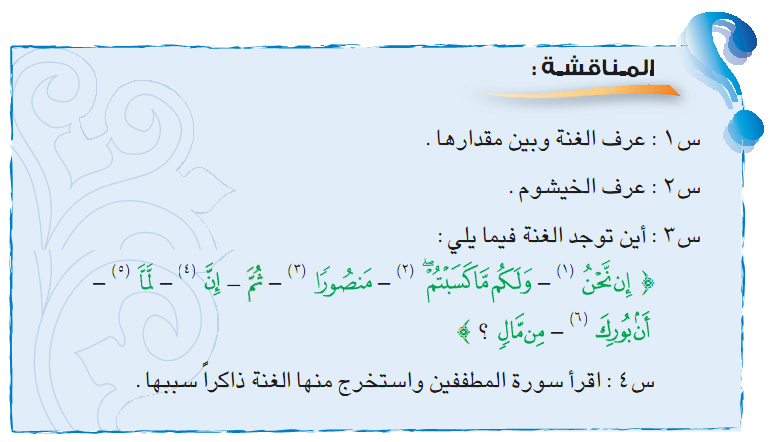 المـناقشـة :
س١ : عرف الغنة وبين مقدارها .
س٢ : عرف الخيشوم .
س٣ : أين توجد الغنة فيما يلي :
﴿ إِن نَّحْنُ (١) – وَلَكُم مَّا كَسَبْتُمْ ۖ (٢) – مَنصُورًا (٣) – ثُمَّ – إِنَّ (٤) – لَمَّا (٥) –
أَنۢ بُورِكَ (٦) – مِن مَّالٍ ؟ ﴾
س٤ : اقرأ سورة المطففين واستخرج منها الغنة ذاكراً سببها .